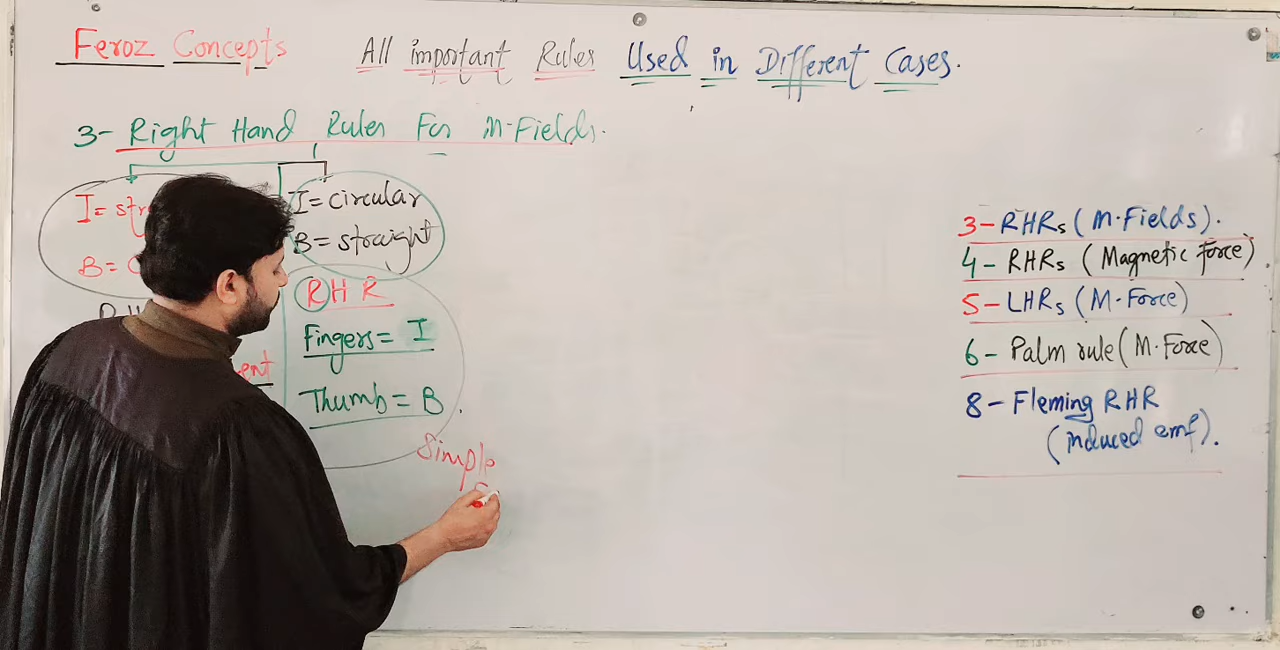 Feroz Concepts
All important Rules Used in Different Cases.
3- Right Hand Rules For M-Fields.
I=
B=
I= circular
B= straight
RHR
Fingers= I
Thumb= B.
Simple
3-RHRs (M.Fields).
4- RHRs (Magnetic force)
5- LHRs (M-Force)
6- Palm rule (M.Force)
8- Fleming RHR
(induced emf).